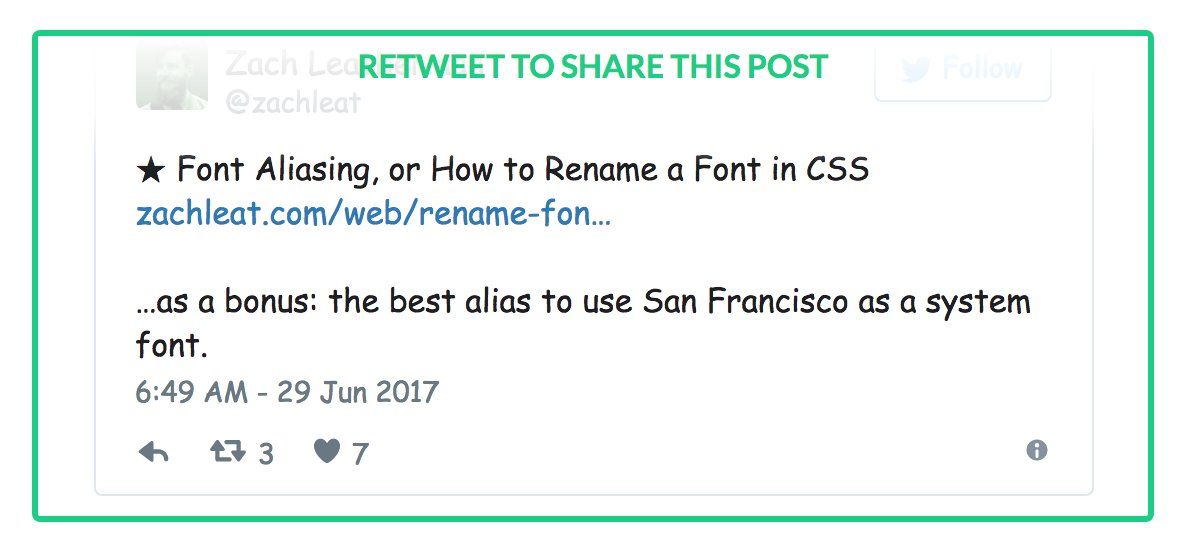 RETWEET TO SHARE THIS POST
Zach
Follow
@zachleat
★ Font Aliasing, or How to Rename a Font in CSS
zachleat.com/web/rename-fon…
…as a bonus: the best alias to use San Francisco as a system
font.
6:49 AM - 29 Jun 2017
3 7